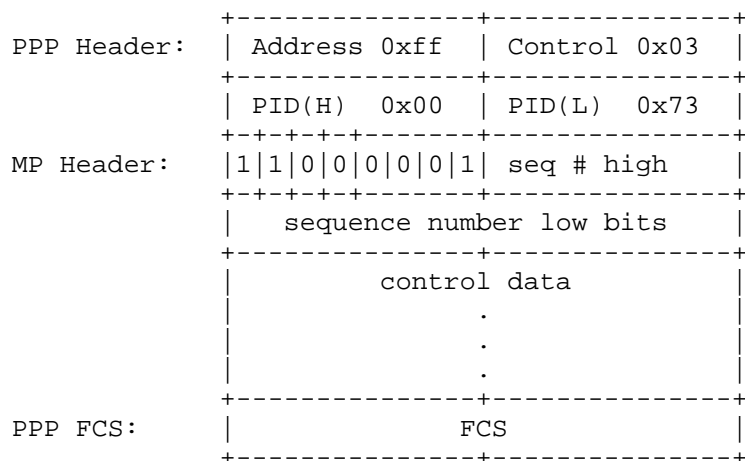 +---------------+---------------+
PPP Header:  | Address 0xff  | Control 0x03  |
             +---------------+---------------+
             | PID(H)  0x00  | PID(L)  0x73  |
             +-+-+-+-+-------+---------------+
MP Header:   |1|1|0|0|0|0|0|1| seq # high    |
             +-+-+-+-+-------+---------------+
             |   sequence number low bits    |
             +---------------+---------------+
             |         control data          |
             |               .               |
             |               .               |
             |               .               |
             +---------------+---------------+
PPP FCS:     |              FCS              |
             +---------------+---------------+